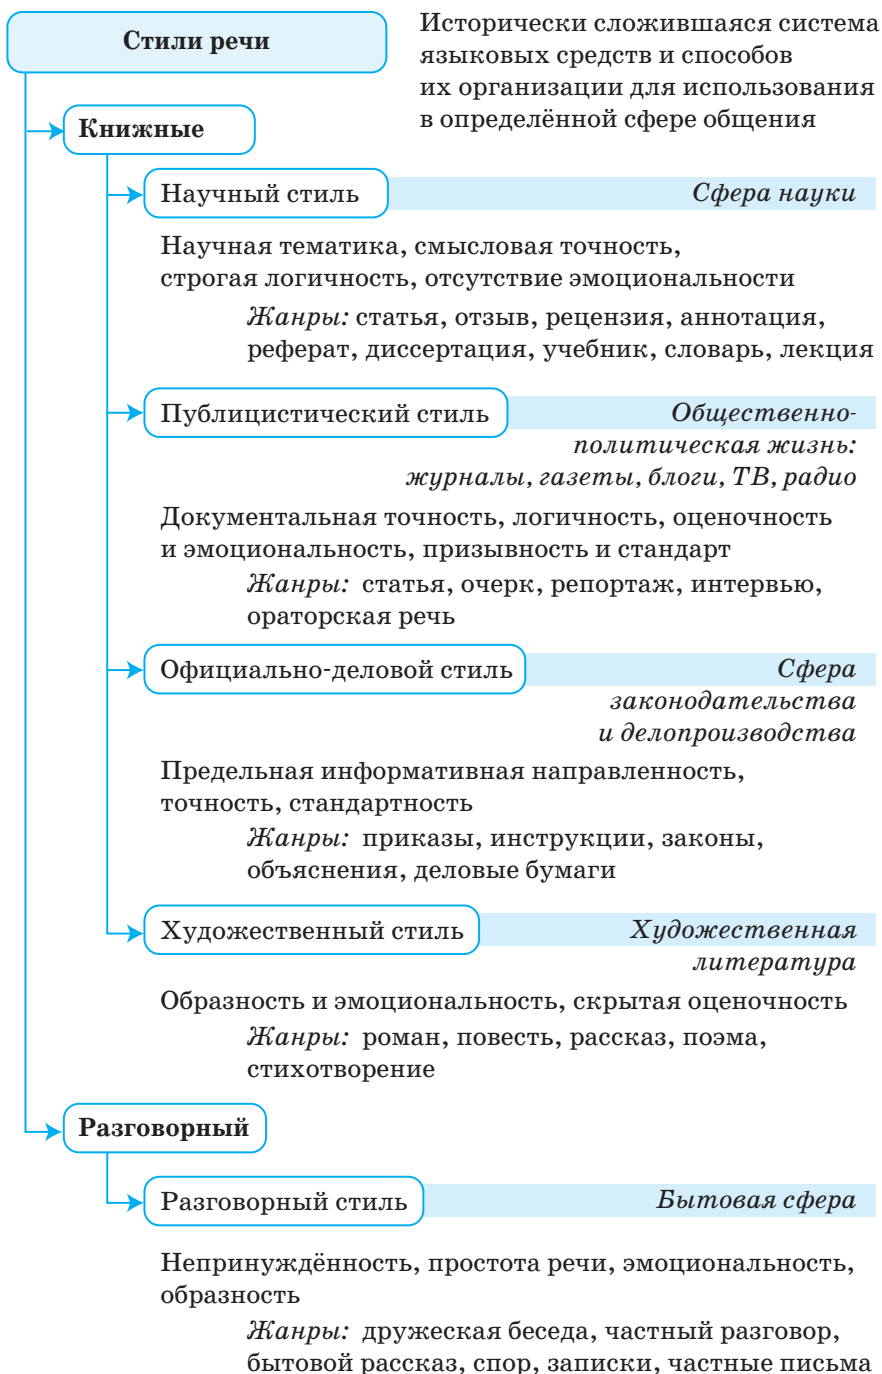 Стили речи
Исторически сложившаяся система
языковых средств и способов
их организации для использования
в определённой сфере общения
Книжные
Научный стиль
Сфера науки
Научная тематика, смысловая точность,
строгая логичность, отсутствие эмоциональности
Жанры: статья, отзыв, рецензия, аннотация,
реферат, диссертация, учебник, словарь, лекция
Публицистический стиль
Общественно-
политическая жизнь:
журналы, газеты, блоги, ТВ, радио
Документальная точность, логичность, оценочность
и эмоциональность, призывность и стандарт
Жанры: статья, очерк, репортаж, интервью,
ораторская речь
Официально-деловой стиль
Сфера
законодательства
и делопроизводства
Предельная информативная направленность,
точность, стандартность
Жанры: приказы, инструкции, законы,
объяснения, деловые бумаги
Художественный стиль
Художественная
литература
Образность и эмоциональность, скрытая оценочность
Жанры: роман, повесть, рассказ, поэма,
стихотворение
Разговорный
Разговорный стиль
Бытовая сфера
Непринуждённость, простота речи, эмоциональность,
образность
Жанры: дружеская беседа, частный разговор,
бытовой рассказ, спор, записки, частные письма